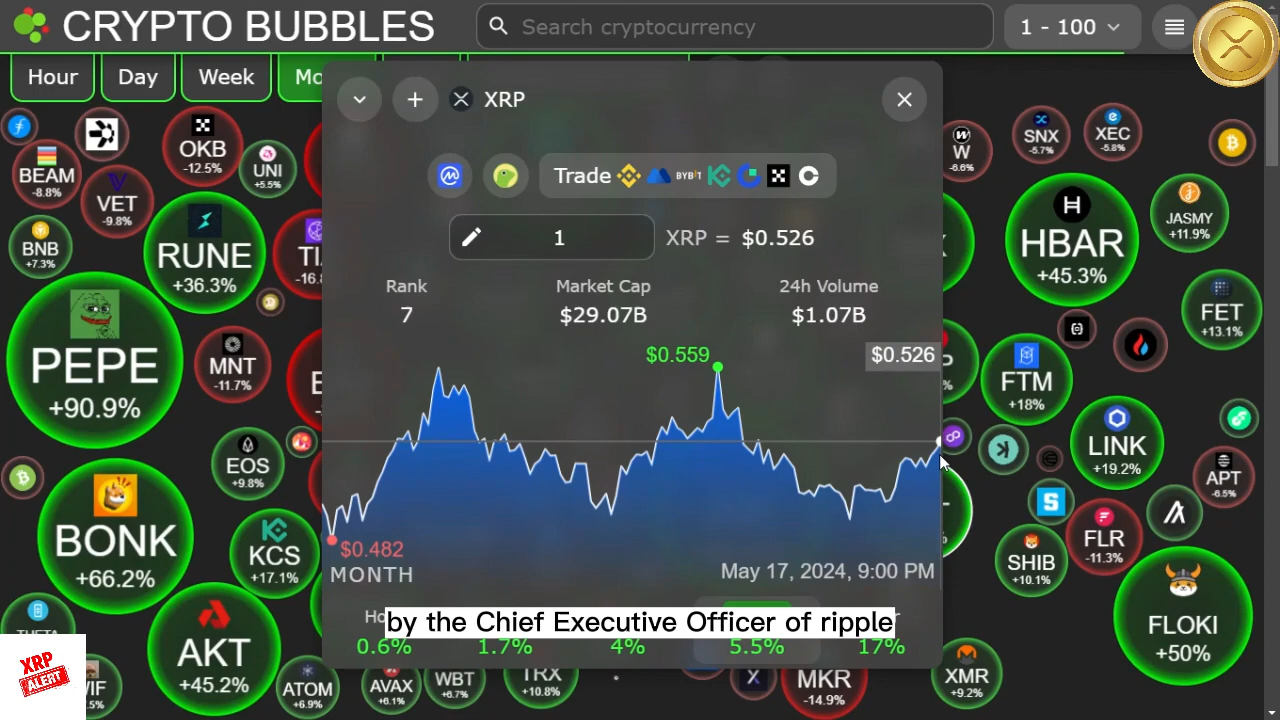 CRYPTO BUBBLES
Search cryptocurrency
1 - 100
Hour
Day
Week
XRP
Trade
BYBIT
1
XRP = $0.526
Rank
Market Cap
24h Volume
7
$29.07B
$1.07B
$0.559
$0.526
$0.482
MONTH
May 17, 2024, 9:00 PM
by the Chief Executive Officer of ripple
0.6%
1.7%
4%
5.5%
17%
BEAM
-8.8%
OKB
-12.5%
UNI
+5.5%
VET
-9.8%
BNB
+7.3%
RUNE
+36.3%
PEPE
+90.9%
MNT
-11.7%
EOS
+9.8%
BONK
+66.2%
KCS
+17.1%
AKT
+45.2%
ATOM
+6.9%
AVAX
+6.1%
WBT
+6.7%
TRX
+10.8%
MKR
-14.9%
XMR
+9.2%
W
-6.6%
SNX
-5.7%
XEC
-5.8%
HBAR
+45.3%
JASMY
+11.9%
FET
+13.1%
FTM
+18%
LINK
+19.2%
APT
-6.5%
FLR
-11.3%
SHIB
+10.1%
FLOKI
+50%
XRP
ALERT